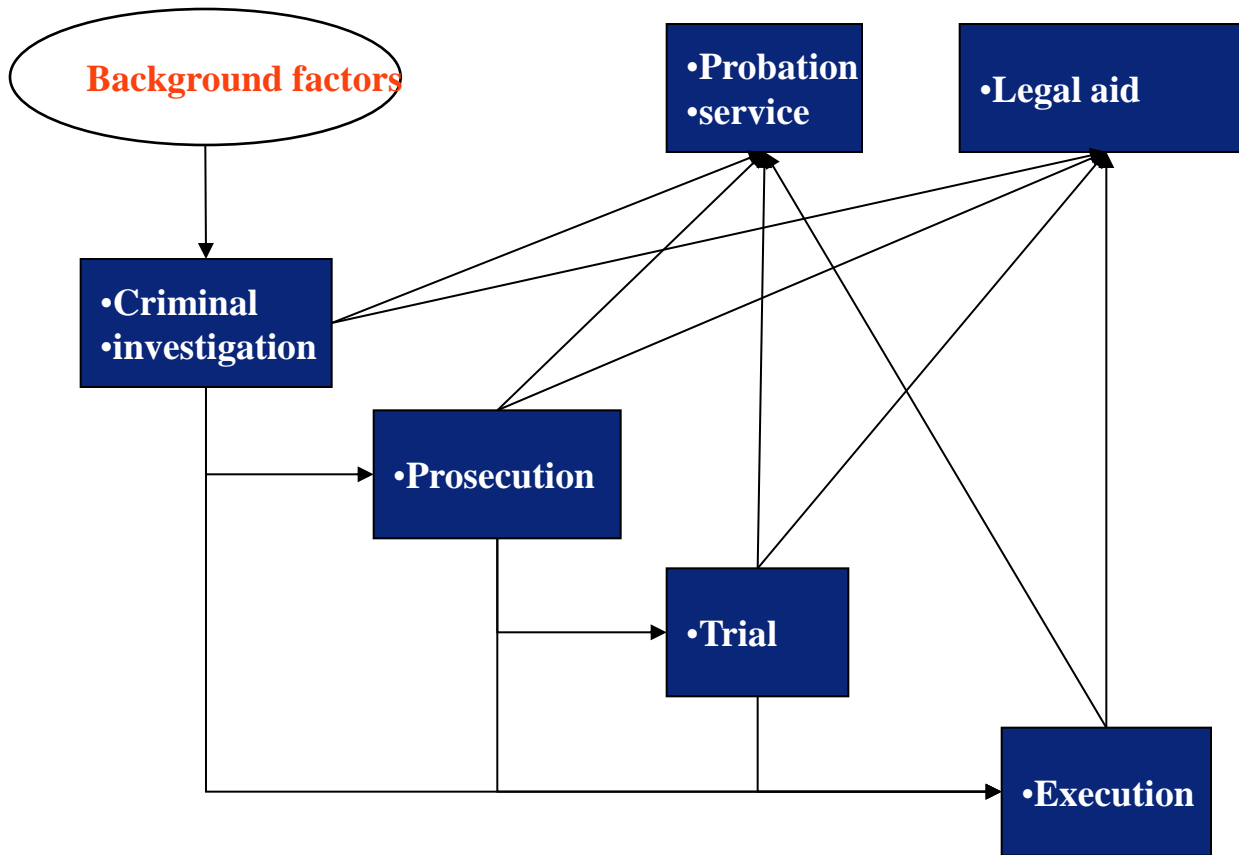 Background factors
•Probation
•service
•Legal aid
•Criminal
•investigation
•Prosecution
•Trial
•Execution